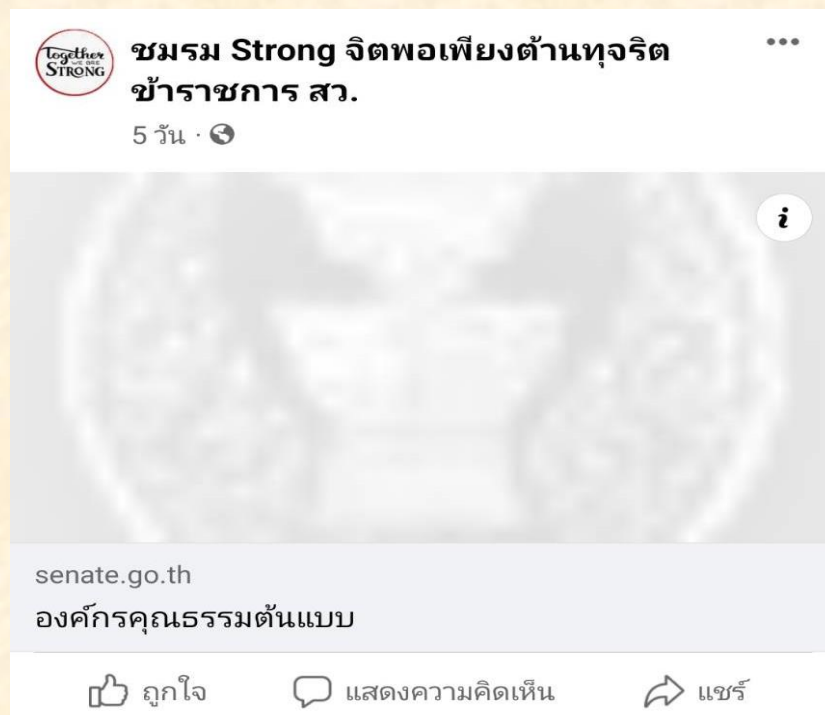 Together
WE ARE
STRONG
ชมรม Strong จิตพอเพียงต้านทุจริต
ข้าราชการ สว.
5 วัน ·
i
senate.go.th
องค์กรคุณธรรมต้นแบบ
ถูกใจ
แสดงความคิดเห็น
แชร์